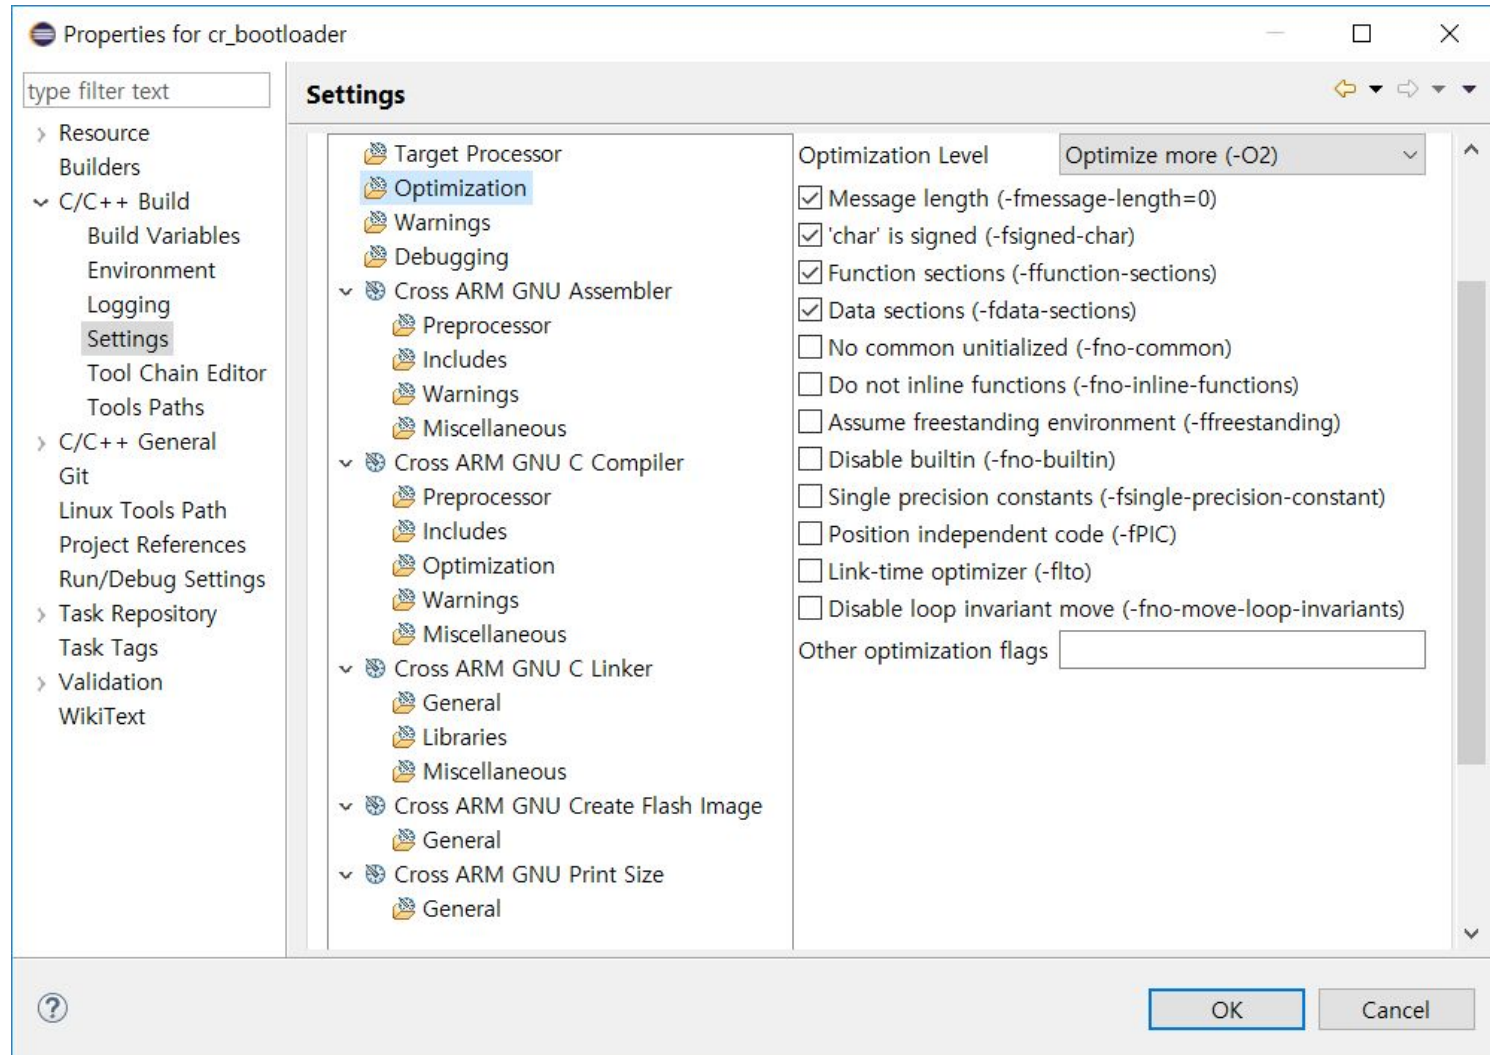 Properties for cr_bootloader
type filter text
Resource
Builders
C/C++ Build
Build Variables
Environment
Logging
Settings
Tool Chain Editor
Tools Paths
C/C++ General
Git
Linux Tools Path
Project References
Run/Debug Settings
Task Repository
Task Tags
Validation
WikiText
Settings
Target Processor
Optimization
Warnings
Debugging
Cross ARM GNU Assembler
Preprocessor
Includes
Warnings
Miscellaneous
Cross ARM GNU C Compiler
Preprocessor
Includes
Optimization
Warnings
Miscellaneous
Cross ARM GNU C Linker
General
Libraries
Miscellaneous
Cross ARM GNU Create Flash Image
General
Cross ARM GNU Print Size
General
Optimization Level Optimize more (-O2)
Message length (-fmessage-length=0)
'char' is signed (-fsigned-char)
Function sections (-ffunction-sections)
Data sections (-fdata-sections)
No common unitialized (-fno-common)
Do not inline functions (-fno-inline-functions)
Assume freestanding environment (-ffreestanding)
Disable builtin (-fno-builtin)
Single precision constants (-fsingle-precision-constant)
Position independent code (-fPIC)
Link-time optimizer (-flto)
Disable loop invariant move (-fno-move-loop-invariants)
Other optimization flags
?
OK Cancel